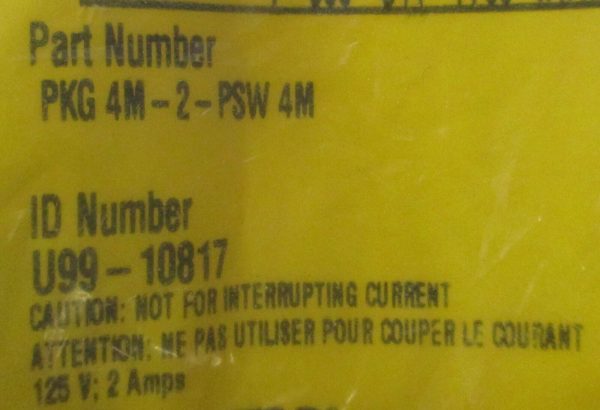 Part Number
PKG 4M-2-PSW 4M
ID Number
U99-10817
CAUTION: NOT FOR INTERRUPTING CURRENT
ATTENTION: NE PAS UTILISER POUR COUPER LE COURANT
125 V; 2 Amps